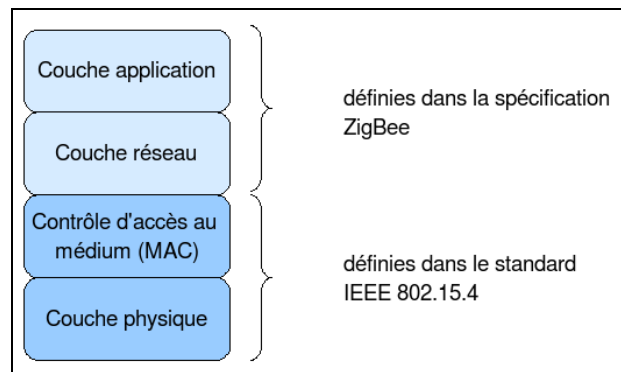 Couche application
Couche réseau
définies dans la spécification
ZigBee
Contrôle d'accès au
médium (MAC)
Couche physique
définies dans le standard
IEEE 802.15.4